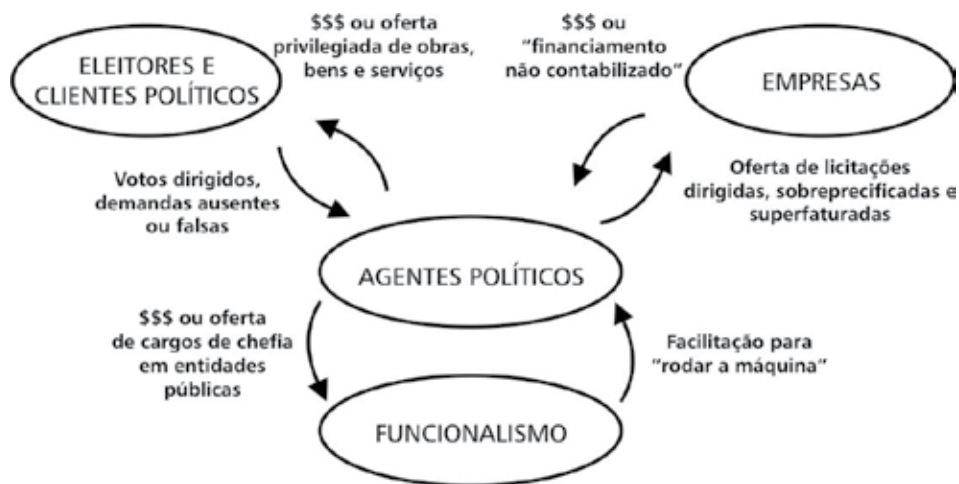 ELEITORES E
CLIENTES POLÍTICOS
$$$ ou oferta
privilegiada de obras,
bens e serviços
$$$ ou
"financiamento
não contabilizado"
EMPRESAS
Votos dirigidos,
demandas ausentes
ou falsas
Oferta de licitações
dirigidas, sobreprecificadas e
superfaturadas
AGENTES POLÍTICOS
$$$ ou oferta
de cargos de chefia
em entidades
públicas
Facilitação para
"rodar a máquina"
FUNCIONALISMO